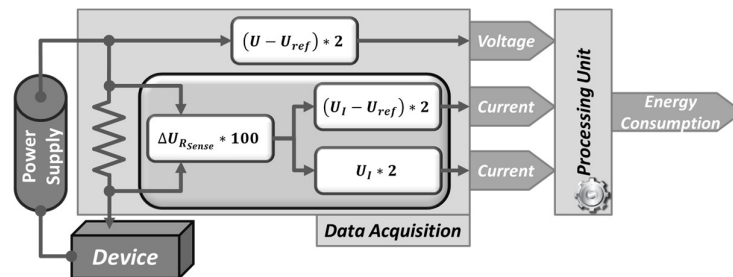 (U − U_ref) * 2
Voltage
(U_I − U_ref) * 2
Current
ΔU_R_Sense * 100
U_I * 2
Current
Power
Supply
Processing Unit
Energy
Consumption
Data Acquisition
Device